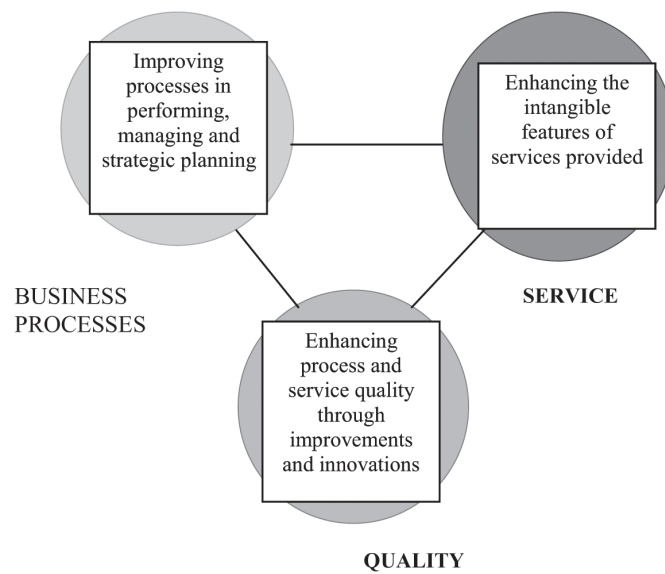 Improving
processes in
performing,
managing and
strategic planning
Enhancing the
intangible
features of
services provided
BUSINESS
PROCESSES
SERVICE
Enhancing
process and
service quality
through
improvements
and innovations
QUALITY